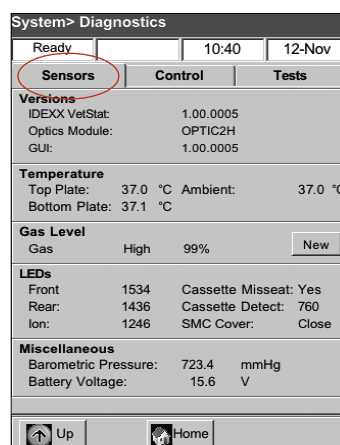 System> Diagnostics
Ready 10:40 12-Nov
Sensors Control Tests
Versions
IDEXX VetStat: 1.00.0005
Optics Module: OPTIC2H
GUI: 1.00.0005
Temperature
Top Plate: 37.0 °C Ambient: 37.0 °C
Bottom Plate: 37.1 °C
Gas Level
Gas High 99% New
LEDs
Front 1534 Cassette Misseat: Yes
Rear: 1436 Cassette Detect: 760
Ion: 1246 SMC Cover: Close
Miscellaneous
Barometric Pressure: 723.4 mmHg
Battery Voltage: 15.6 V
Up Home